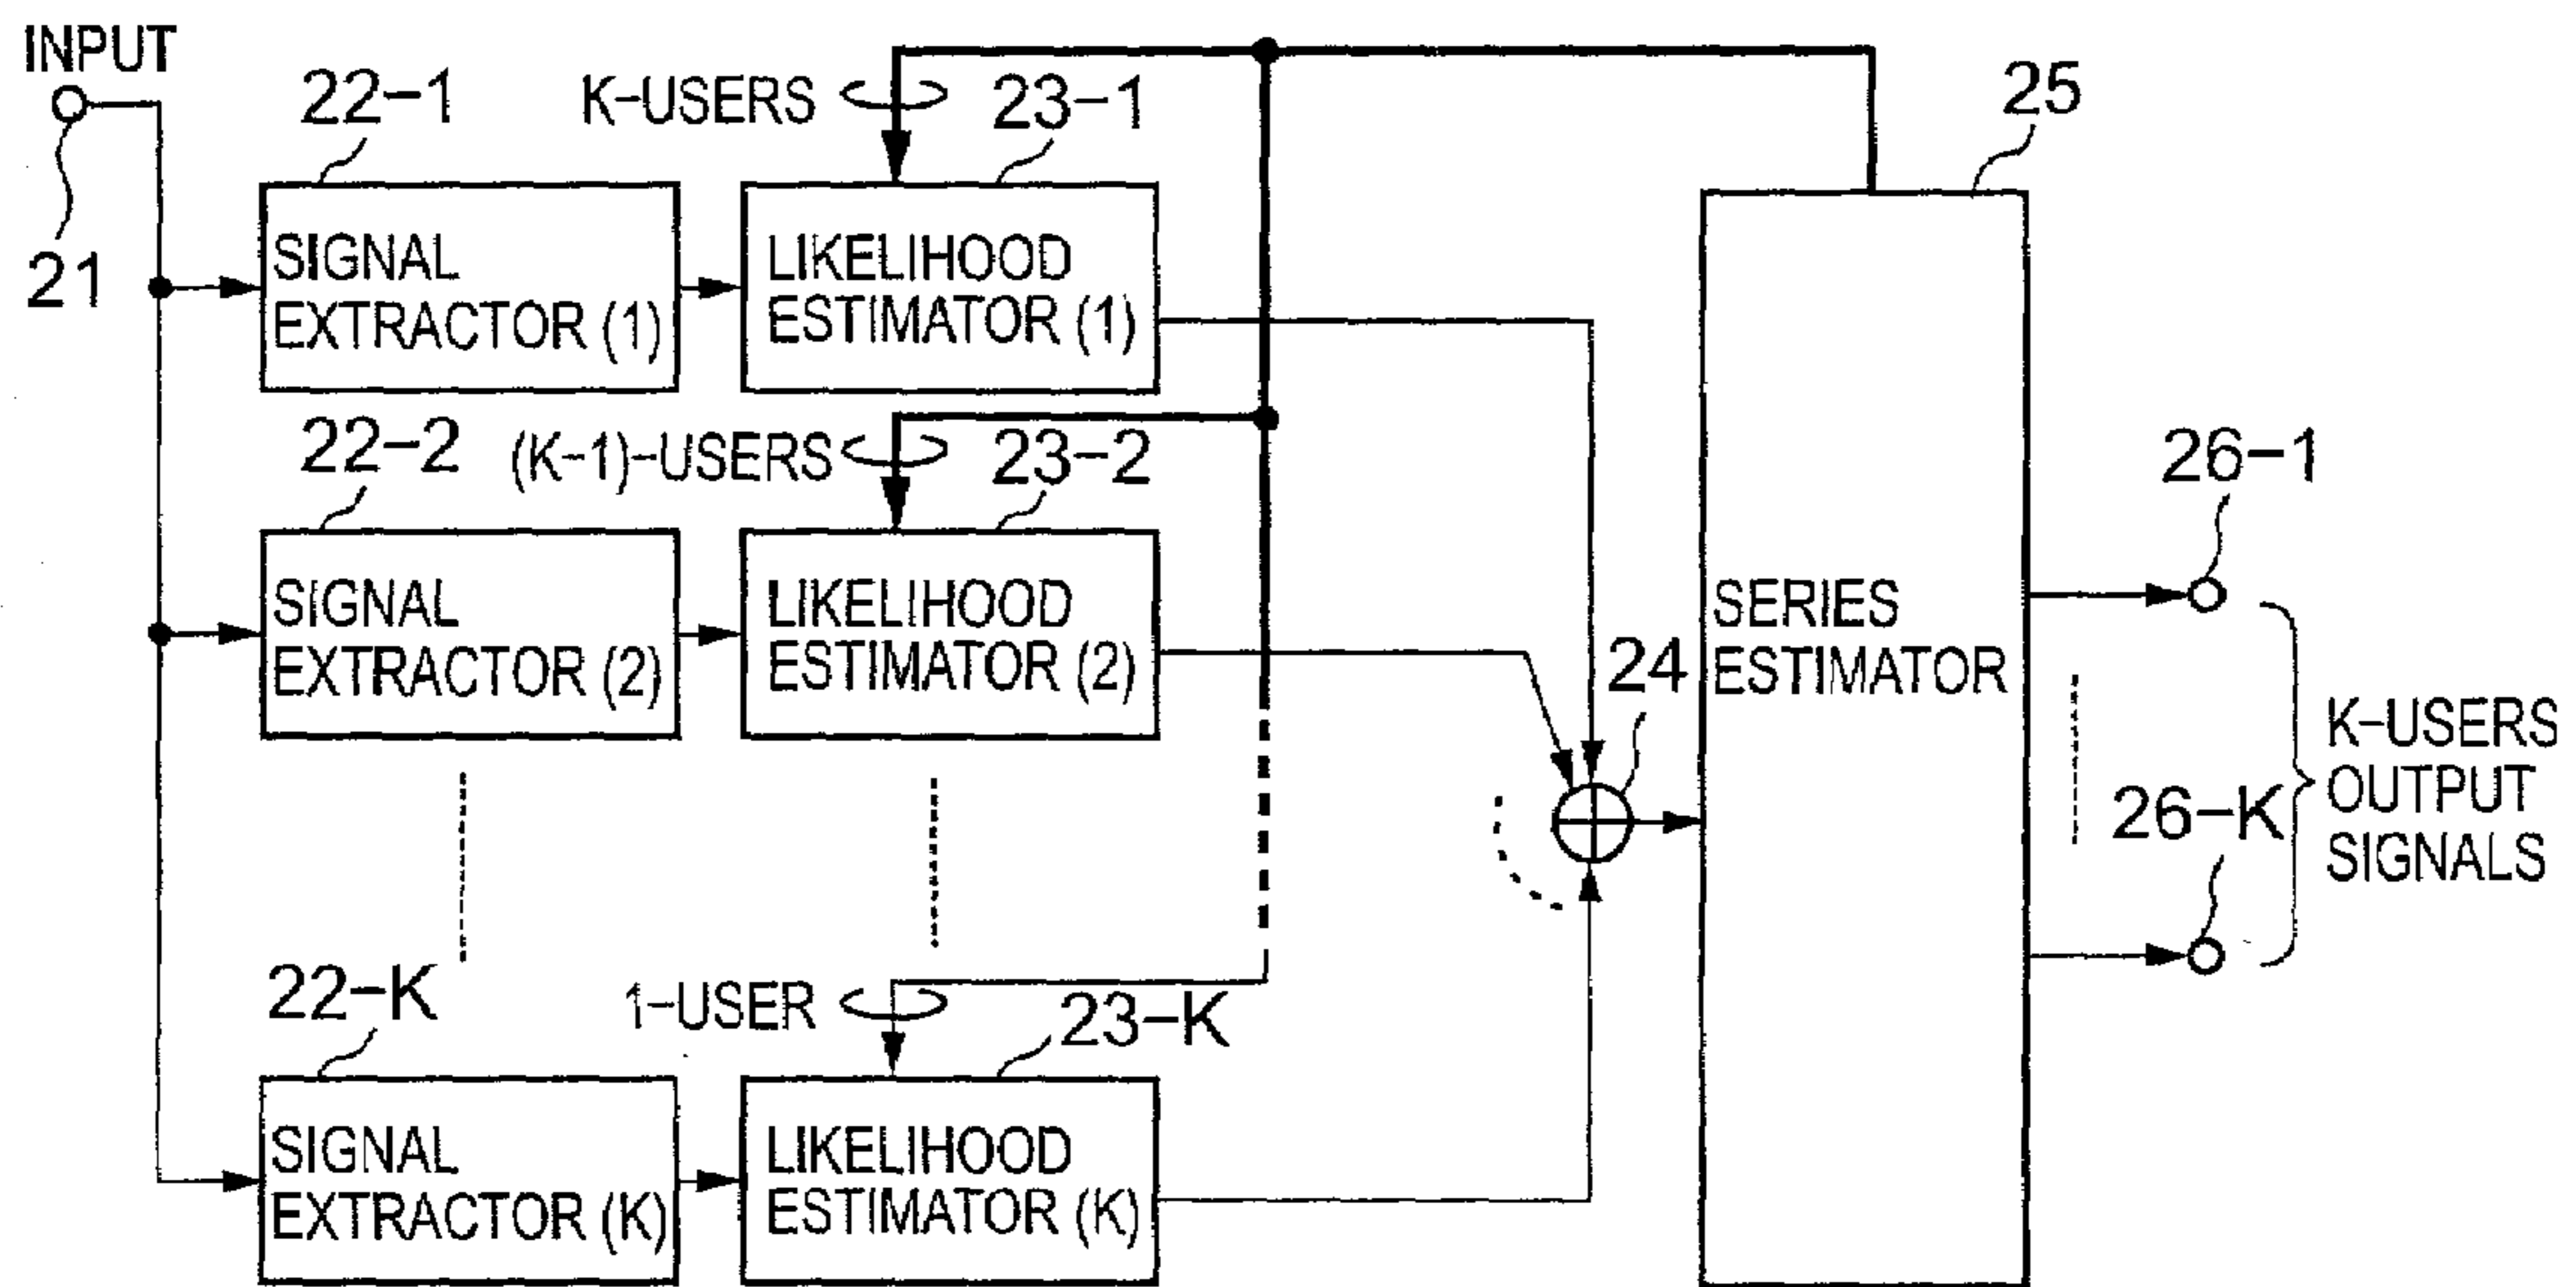 INPUT
21
22-1
K-USERS
23-1
25
SIGNAL
EXTRACTOR (1)
LIKELIHOOD
ESTIMATOR (1)
22-2
(K-1)-USERS
23-2
26-1
SIGNAL
EXTRACTOR (2)
LIKELIHOOD
ESTIMATOR (2)
24
SERIES
ESTIMATOR
26-K
K-USERS
OUTPUT
SIGNALS
22-K
1-USER
23-K
SIGNAL
EXTRACTOR (K)
LIKELIHOOD
ESTIMATOR (K)